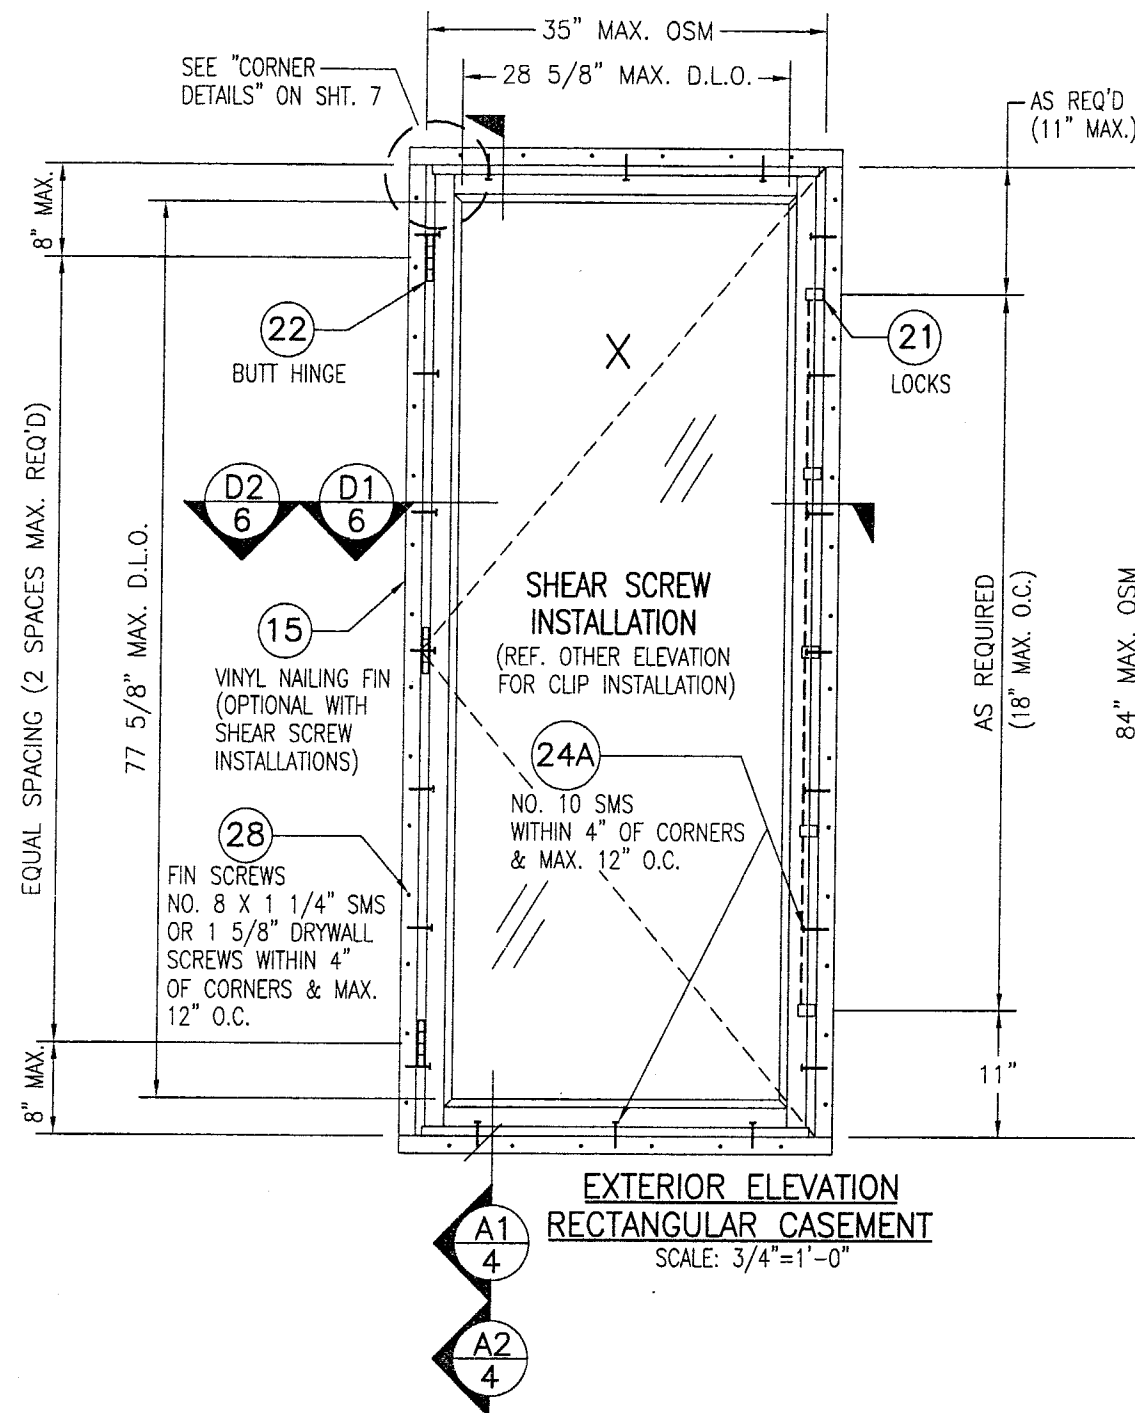 35" MAX. OSM
SEE "CORNER
DETAILS" ON SHT. 7
28 5/8" MAX. D.L.O.
AS REQ'D
(11" MAX.)
8" MAX.
22
BUTT HINGE
X
21
LOCKS
EQUAL SPACING (2 SPACES MAX. REQ'D)
77 5/8" MAX. D.L.O.
D2
6
D1
6
SHEAR SCREW
INSTALLATION
(REF. OTHER ELEVATION
FOR CLIP INSTALLATION)
AS REQUIRED
(18" MAX. O.C.)
84" MAX. OSM
15
VINYL NAILING FIN
(OPTIONAL WITH
SHEAR SCREW
INSTALLATIONS)
24A
NO. 10 SMS
WITHIN 4" OF CORNERS
& MAX. 12" O.C.
28
FIN SCREWS
NO. 8 X 1 1/4" SMS
OR 1 5/8" DRYWALL
SCREWS WITHIN 4"
OF CORNERS & MAX.
12" O.C.
8" MAX.
11"
EXTERIOR ELEVATION
RECTANGULAR CASEMENT
SCALE: 3/4"=1'-0"
A1
4
A2
4